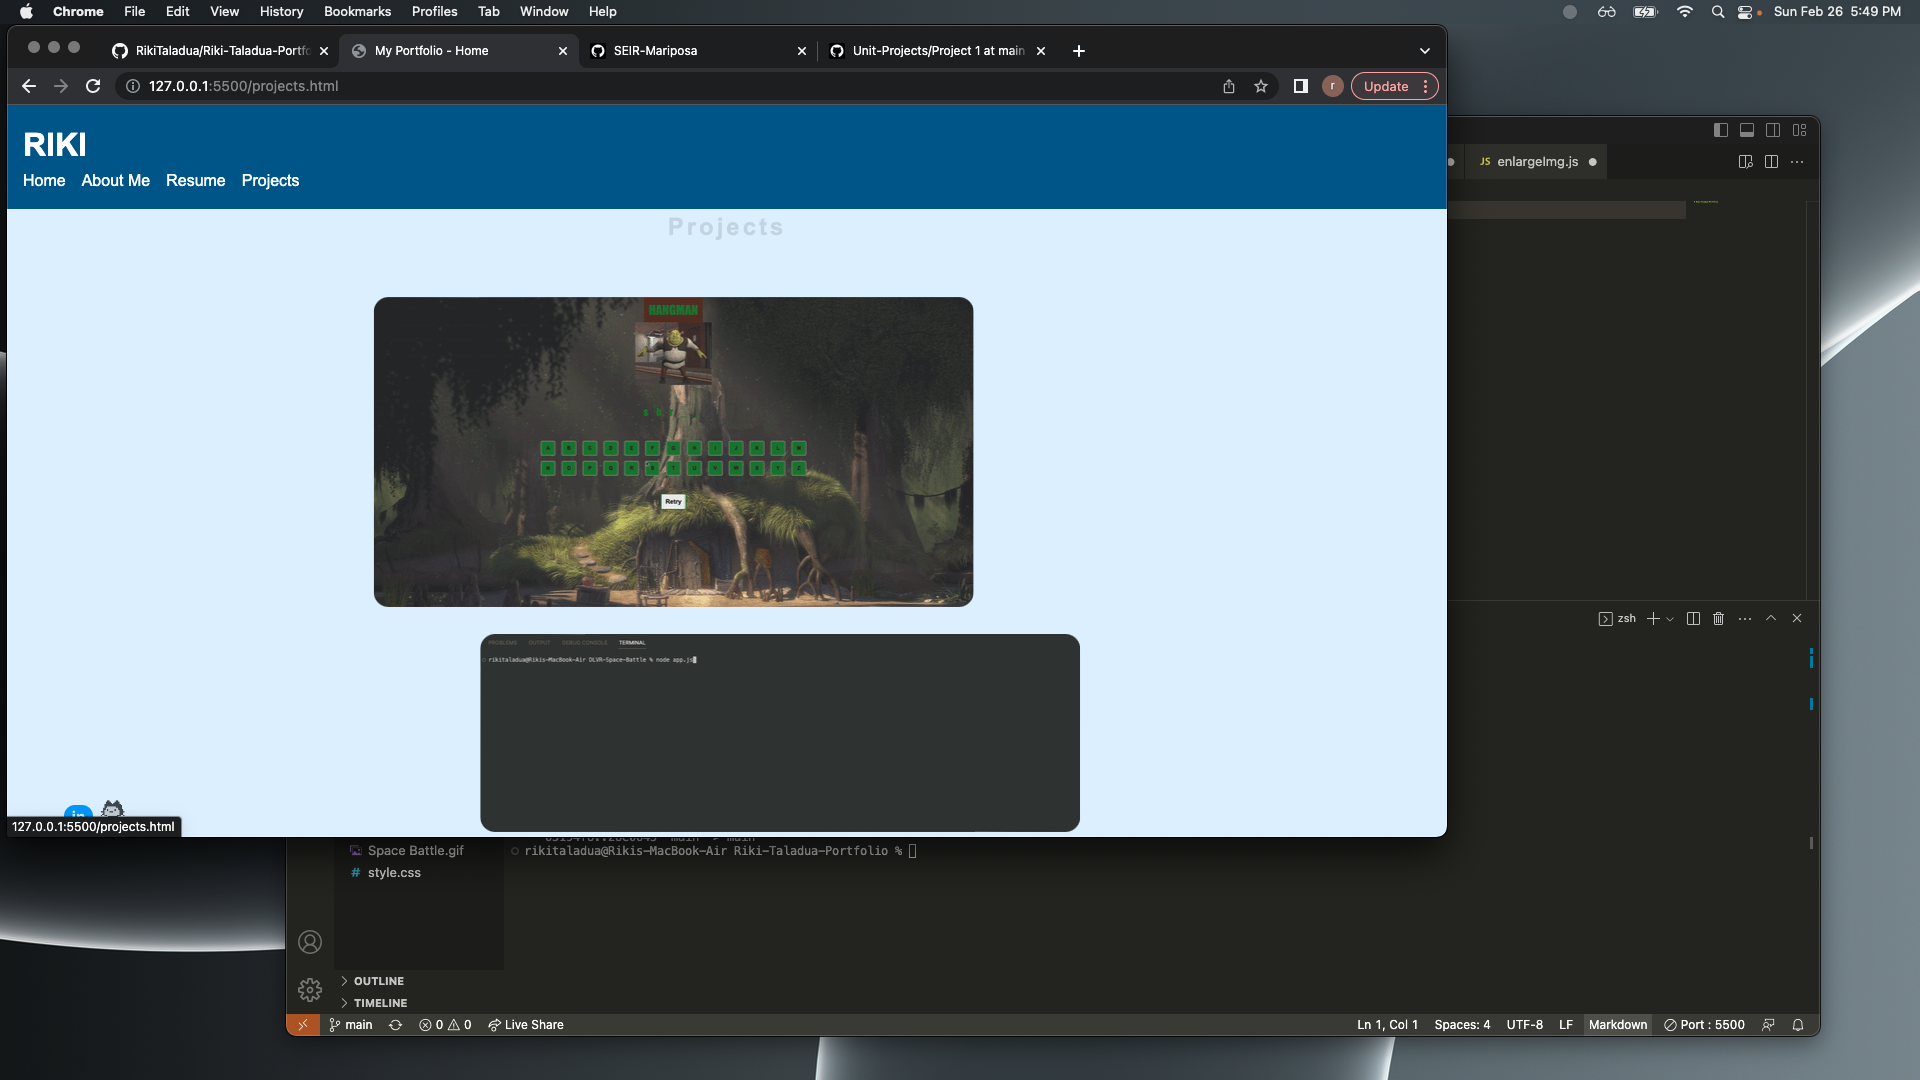 Chrome File Edit View History Bookmarks Profiles Tab Window Help
Sun Feb 26 5:49 PM
RikiTaladua/Riki-Taladua-Portfo
My Portfolio - Home
SEIR-Mariposa
Unit-Projects/Project 1 at main
127.0.0.1:5500/projects.html
r
Update
RIKI
Home About Me Resume Projects
JS enlargeImg.js
Projects
HANGMAN
Retry
zsh
PROBLEMS OUTPUT DEBUG CONSOLE TERMINAL
rikitaladua@Rikis-MacBook-Air DLVR-Space-Battle % node app.js
in
127.0.0.1:5500/projects.html
Space Battle.gif
rikitaladua@Rikis-MacBook-Air Riki-Taladua-Portfolio %
# style.css
OUTLINE
TIMELINE
main
0 0
Live Share
Ln 1, Col 1 Spaces: 4 UTF-8 LF Markdown Port : 5500